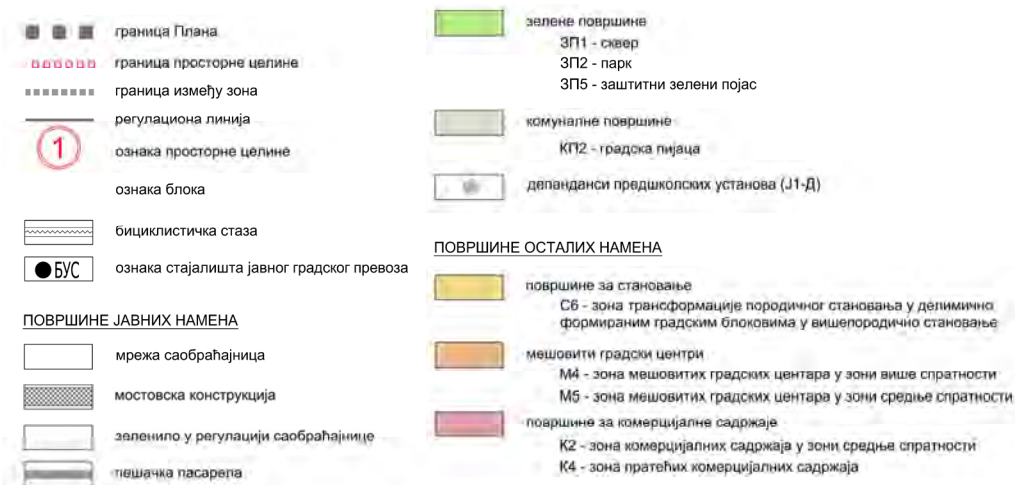 граница Плана
граница просторне целине
граница између зона
регулациона линија
1
ознака просторне целине
ознака блока
бициклистичка стаза
БУС
ознака стајалишта јавног градског превоза
ПОВРШИНЕ ЈАВНИХ НАМЕНА
мрежа саобраћајница
мостовска конструкција
зеленило у регулацији саобраћајнице
пешачка пасарела
зелене површине
ЗП1 - сквер
ЗП2 - парк
ЗП5 - заштитни зелени појас
комуналне површине
КП2 - градска пијаца
депанданси предшколских установа (Ј1-Д)
ПОВРШИНЕ ОСТАЛИХ НАМЕНА
површине за становање
С6 - зона трансформације породичног становања у делимично
формираним градским блоковима у вишепородично становање
мешовити градски центри
М4 - зона мешовитих градских центара у зони више спратности
М5 - зона мешовитих градских центара у зони средње спратности
површине за комерцијалне садржаје
К2 - зона комерцијалних садржаја у зони средње спратности
К4 - зона пратећих комерцијалних садржаја